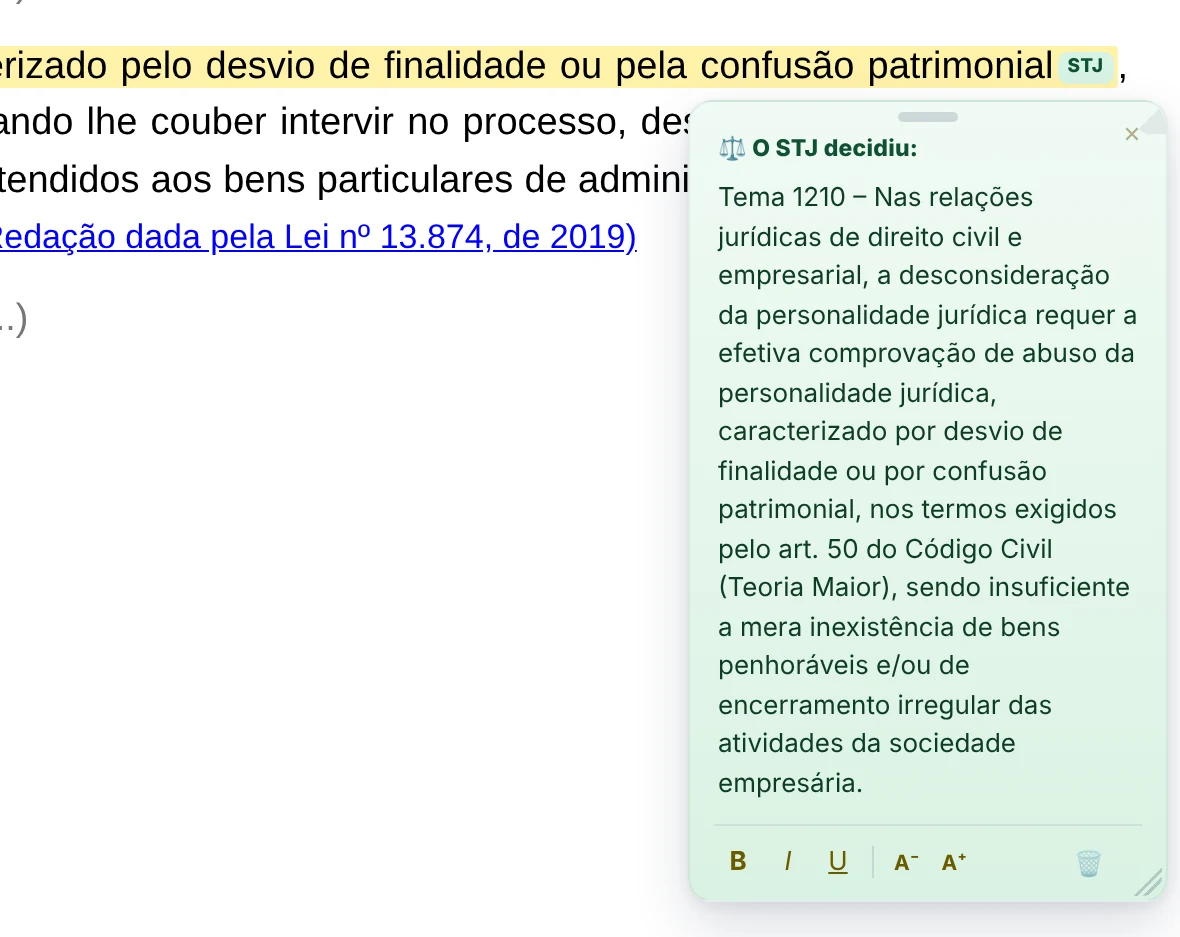 erizado pelo desvio de finalidade ou pela confusão patrimonial STJ ,
ando lhe couber intervir no processo, des
tendidos aos bens particulares de admini
Redação dada pela Lei nº 13.874, de 2019)
..)
×
⚖️ O STJ decidiu:
Tema 1210 – Nas relações
jurídicas de direito civil e
empresarial, a desconsideração
da personalidade jurídica requer a
efetiva comprovação de abuso da
personalidade jurídica,
caracterizado por desvio de
finalidade ou por confusão
patrimonial, nos termos exigidos
pelo art. 50 do Código Civil
(Teoria Maior), sendo insuficiente
a mera inexistência de bens
penhoráveis e/ou de
encerramento irregular das
atividades da sociedade
empresária.
B I U A⁻ A⁺